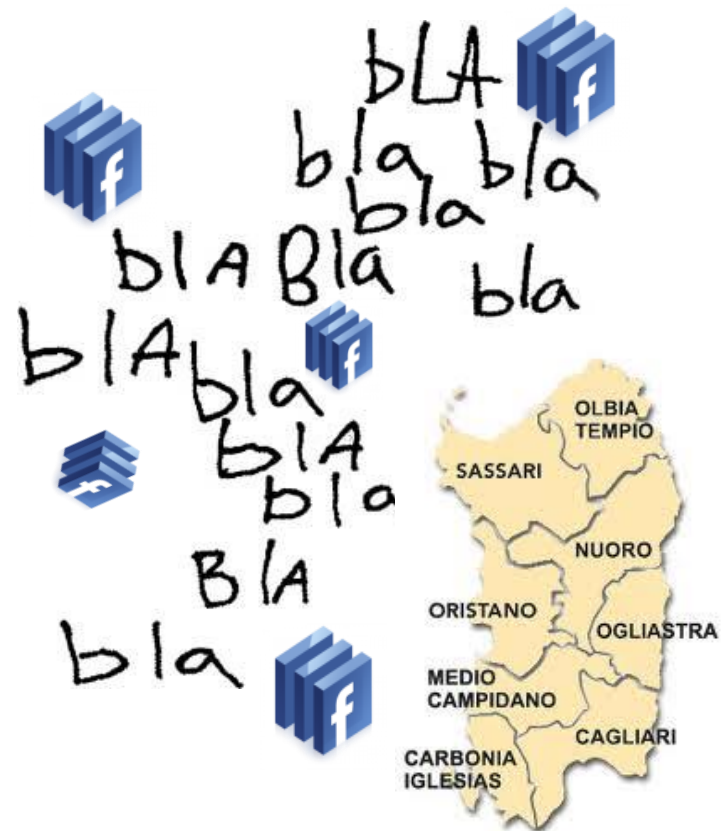 bLA
bla bla
bla
blA Bla
bla
blA
bla
blA
bla
BlA
bla
OLBIA
TEMPIO
SASSARI
NUORO
ORISTANO
OGLIASTRA
MEDIO
CAMPIDANO
CAGLIARI
CARBONIA
IGLESIAS
f
f
f
f
f